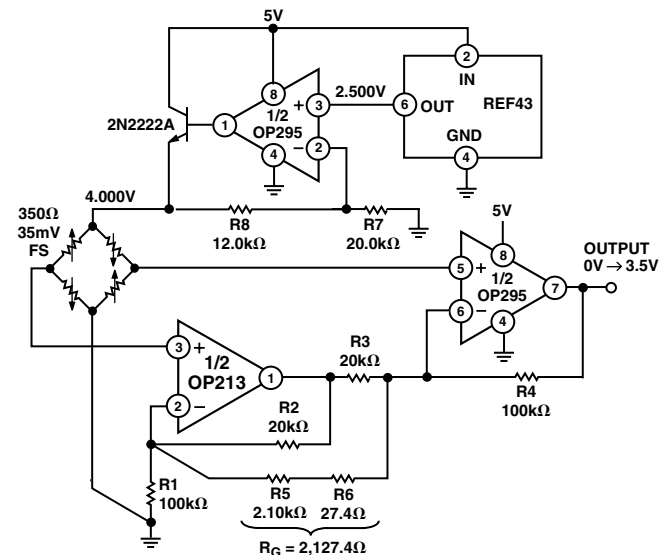 5V
2
IN
8
2.500V
3
+
6
OUT
REF43
1/2
OP295
2N2222A
1
GND
4
−
2
4
4.000V
350Ω
35mV
FS
R8
12.0kΩ
R7
20.0kΩ
5V
8
OUTPUT
0V → 3.5V
5
+
1/2
OP295
7
6
−
4
3
+
1/2
OP213
1
2
−
R3
20kΩ
R4
100kΩ
R2
20kΩ
R1
100kΩ
R5
2.10kΩ
R6
27.4Ω
RG = 2,127.4Ω